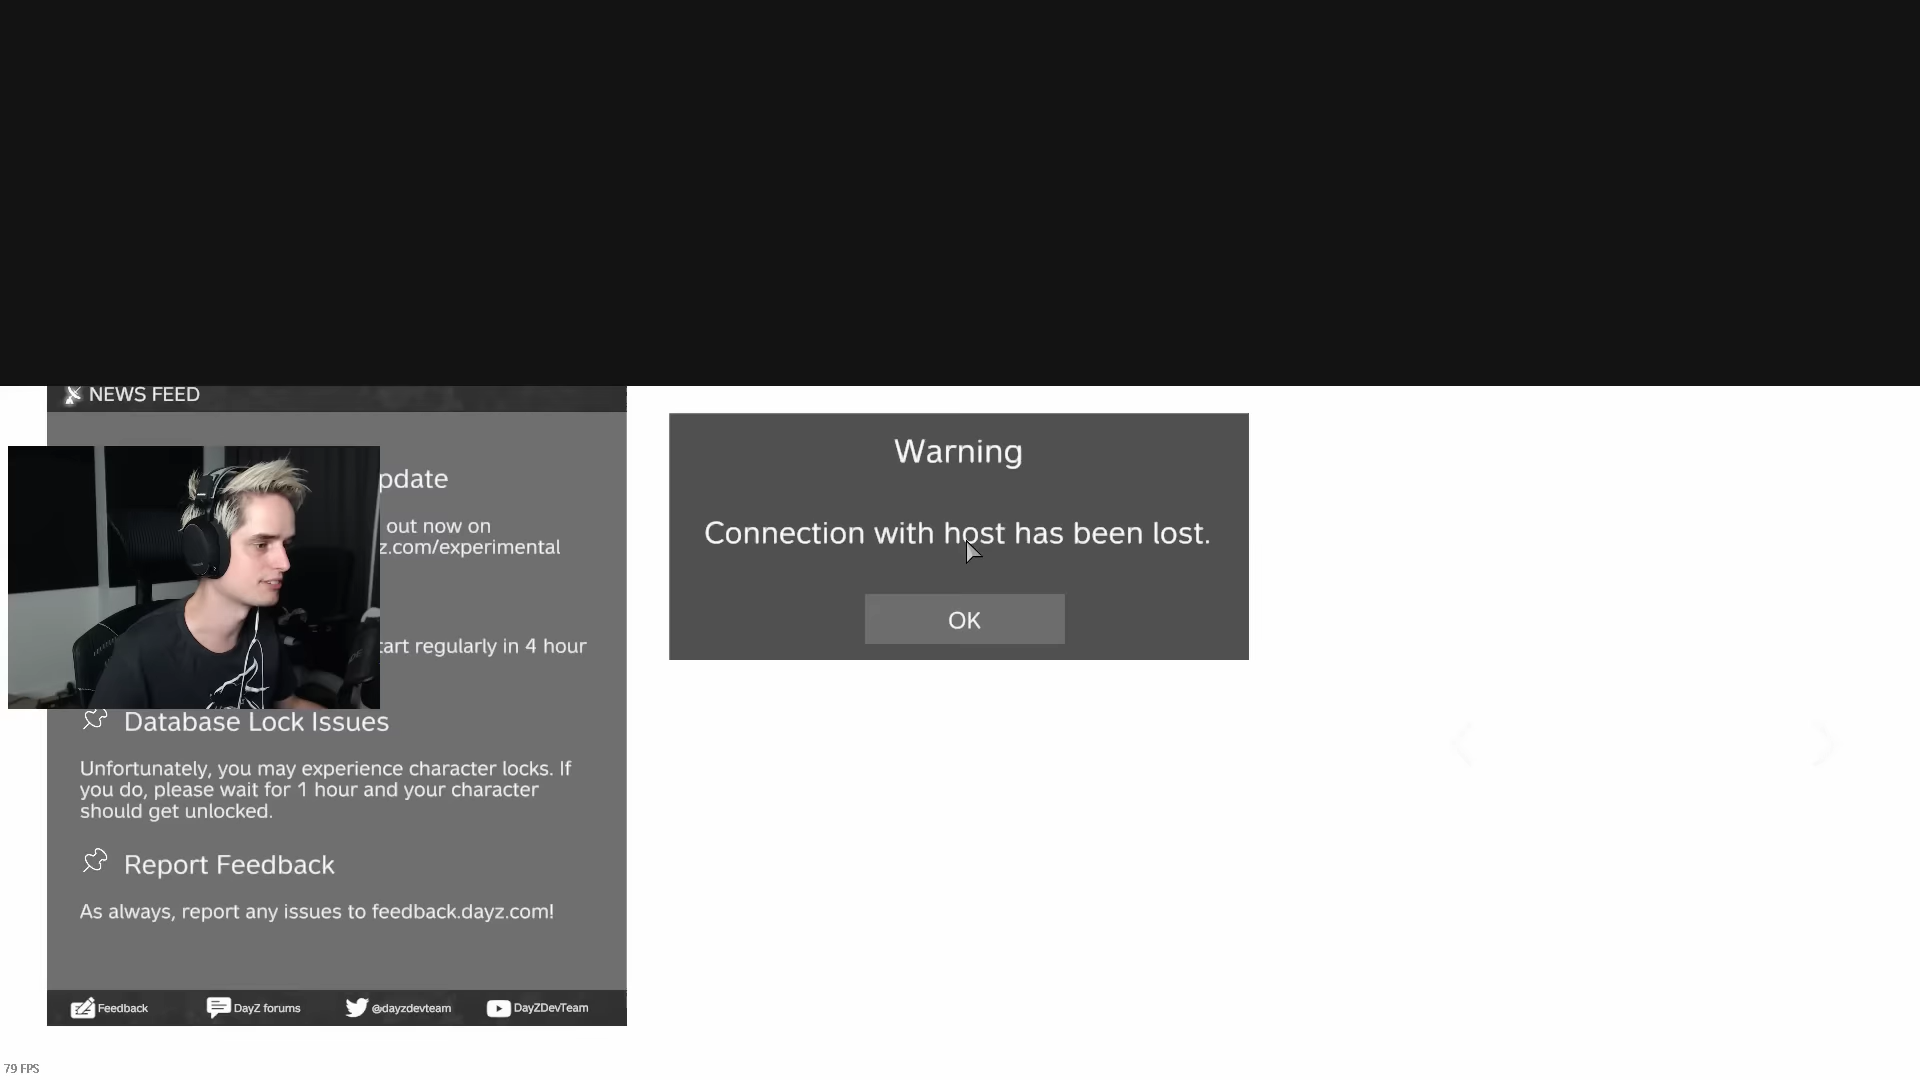 NEWS FEED
pdate
out now on
z.com/experimental
tart regularly in 4 hour
Database Lock Issues
Unfortunately, you may experience character locks. If
you do, please wait for 1 hour and your character
should get unlocked.
Report Feedback
As always, report any issues to feedback.dayz.com!
Feedback
DayZ forums
@dayzdevteam
DayZDevTeam
Warning
Connection with host has been lost.
OK
79 FPS